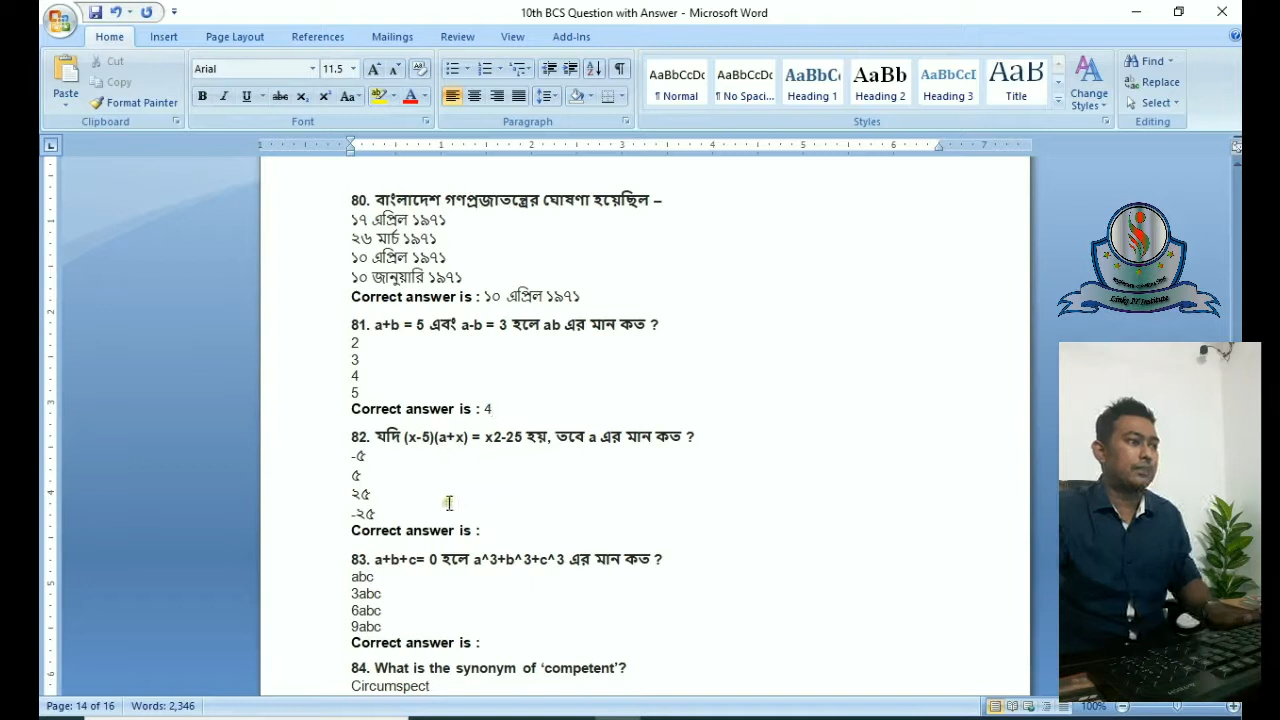 10th BCS Question with Answer - Microsoft Word
Home Insert Page Layout References Mailings Review View Add-Ins
Cut
Copy
Format Painter
Paste
Clipboard
Arial 11.5
Font
Paragraph
AaBbCcDc AaBbCcDc AaBbC AaBb AaBbCcI AaB
¶ Normal ¶ No Spaci... Heading 1 Heading 2 Heading 3 Title
Change Styles
Styles
Find
Replace
Select
Editing
80. বাংলাদেশ গণপ্রজাতন্ত্রের ঘোষণা হয়েছিল –
১৭ এপ্রিল ১৯৭১
২৬ মার্চ ১৯৭১
১০ এপ্রিল ১৯৭১
১০ জানুয়ারি ১৯৭১
Correct answer is : ১০ এপ্রিল ১৯৭১
81. a+b = 5 এবং a-b = 3 হলে ab এর মান কত ?
2
3
4
5
Correct answer is : 4
82. যদি (x-5)(a+x) = x2-25 হয়, তবে a এর মান কত ?
-৫
৫
২৫
-২৫
Correct answer is :
83. a+b+c= 0 হলে a^3+b^3+c^3 এর মান কত ?
abc
3abc
6abc
9abc
Correct answer is :
84. What is the synonym of ‘competent’?
Circumspect
Linky IT Institute
Page: 14 of 16 Words: 2,346
100%